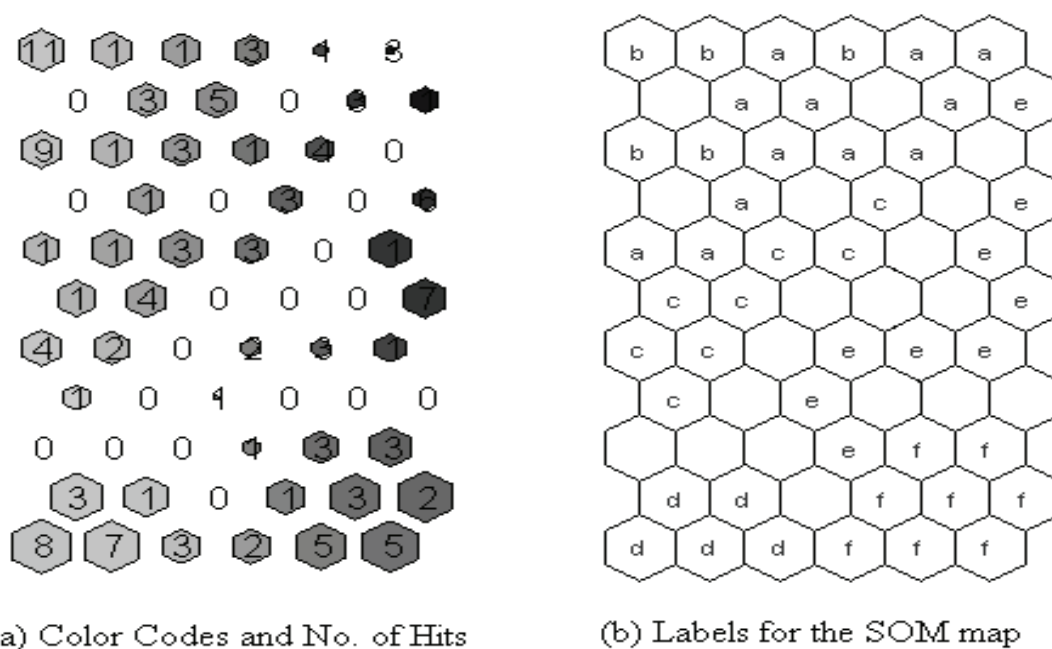 11 1 1 3
0 3 5 0
9 1 3 1 4 0
0 1 0 3 0
1 1 3 3 0 1
1 4 0 0 0 7
4 2 0 2 1
1 0 0 0 0
0 0 0 3 3
3 1 0 1 3 2
8 7 3 2 5 5
a) Color Codes and No. of Hits
b b a b a a
a a a e
b b a a a
a c e
a a c c e
c c e
c c e e e
c e
e f f
d d f f f
d d d f f f
(b) Labels for the SOM map